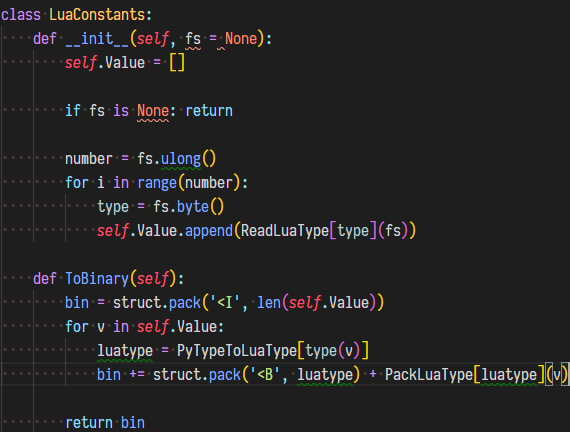 class LuaConstants:
    def __init__(self, fs = None):
        self.Value = []

        if fs is None: return

        number = fs.ulong()
        for i in range(number):
            type = fs.byte()
            self.Value.append(ReadLuaType[type](fs))

    def ToBinary(self):
        bin = struct.pack('<I', len(self.Value))
        for v in self.Value:
            luatype = PyTypeToLuaType[type(v)]
            bin += struct.pack('<B', luatype) + PackLuaType[luatype](v)

        return bin